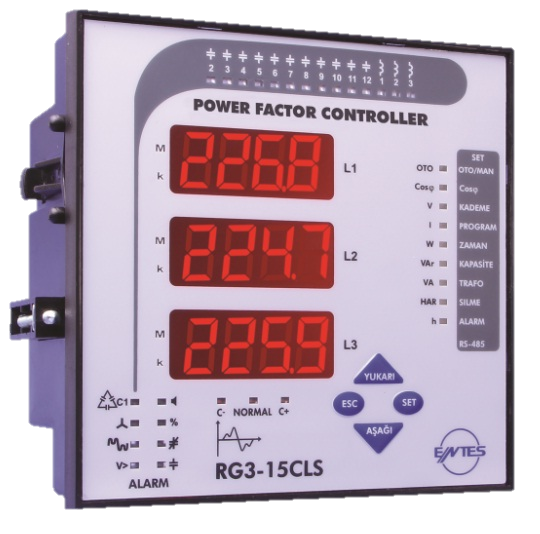 2 3 4 5 6 7 8 9 10 11 12 1 2 3
POWER FACTOR CONTROLLER
M
k
226.8
L1
M
k
224.7
L2
M
k
225.9
L3
SET
OTO OTO/MAN
Cosφ Cosφ
V KADEME
I PROGRAM
W ZAMAN
VAr KAPASİTE
VA TRAFO
HAR SILME
h ALARM
RS-485
YUKARI
ESC
SET
AŞAĞI
C1
%
V>
ALARM
C- NORMAL C+
RG3-15CLS
ENTES